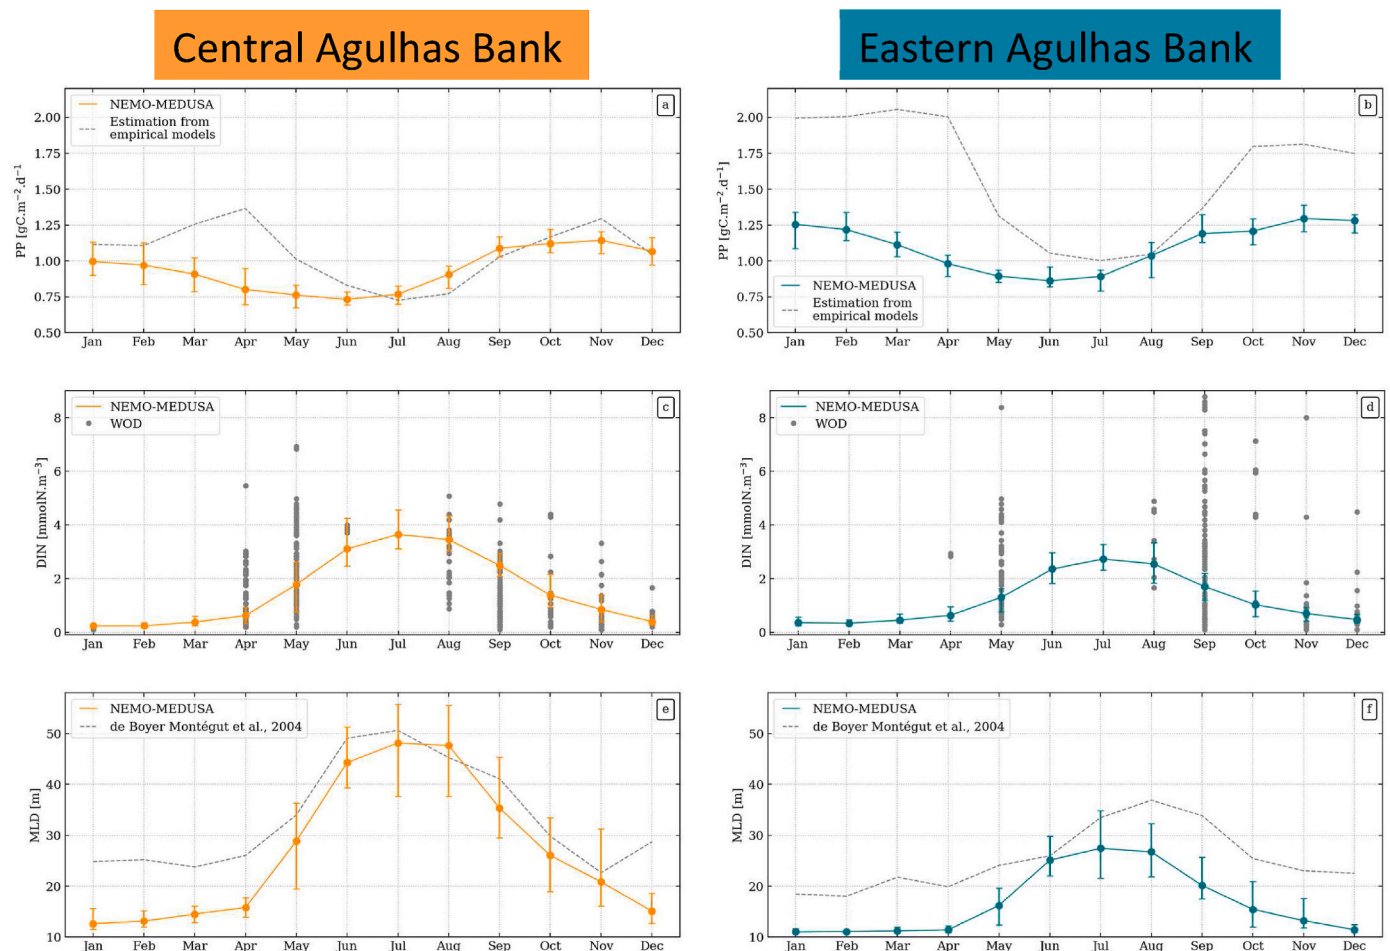 Central Agulhas Bank
Eastern Agulhas Bank
NEMO-MEDUSA
Estimation from
empirical models
a
PP [gC.m⁻².d⁻¹]
2.00
1.75
1.50
1.25
1.00
0.75
0.50
Jan Feb Mar Apr May Jun Jul Aug Sep Oct Nov Dec
b
PP [gC.m⁻².d⁻¹]
2.00
1.75
1.50
1.25
1.00
0.75
0.50
NEMO-MEDUSA
Estimation from
empirical models
Jan Feb Mar Apr May Jun Jul Aug Sep Oct Nov Dec
NEMO-MEDUSA
WOD
c
DIN [mmolN.m⁻³]
8
6
4
2
0
Jan Feb Mar Apr May Jun Jul Aug Sep Oct Nov Dec
NEMO-MEDUSA
WOD
d
DIN [mmolN.m⁻³]
8
6
4
2
0
Jan Feb Mar Apr May Jun Jul Aug Sep Oct Nov Dec
NEMO-MEDUSA
de Boyer Montégut et al., 2004
e
MLD [m]
50
40
30
20
10
Jan Feb Mar Apr May Jun Jul Aug Sep Oct Nov Dec
NEMO-MEDUSA
de Boyer Montégut et al., 2004
f
MLD [m]
50
40
30
20
10
Jan Feb Mar Apr May Jun Jul Aug Sep Oct Nov Dec